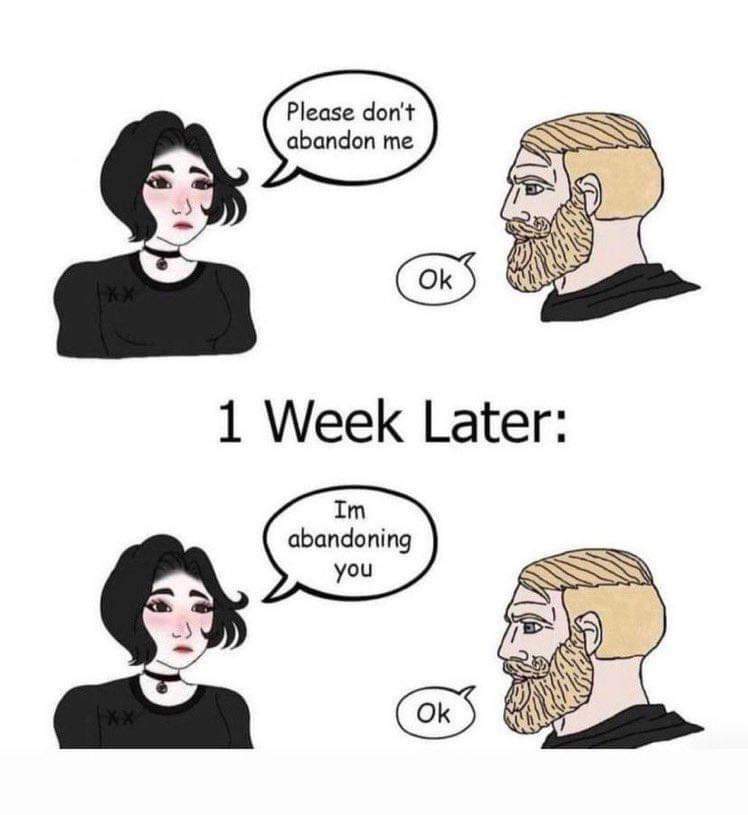 Please don't
abandon me
Ok
1 Week Later:
Im
abandoning
you
Ok